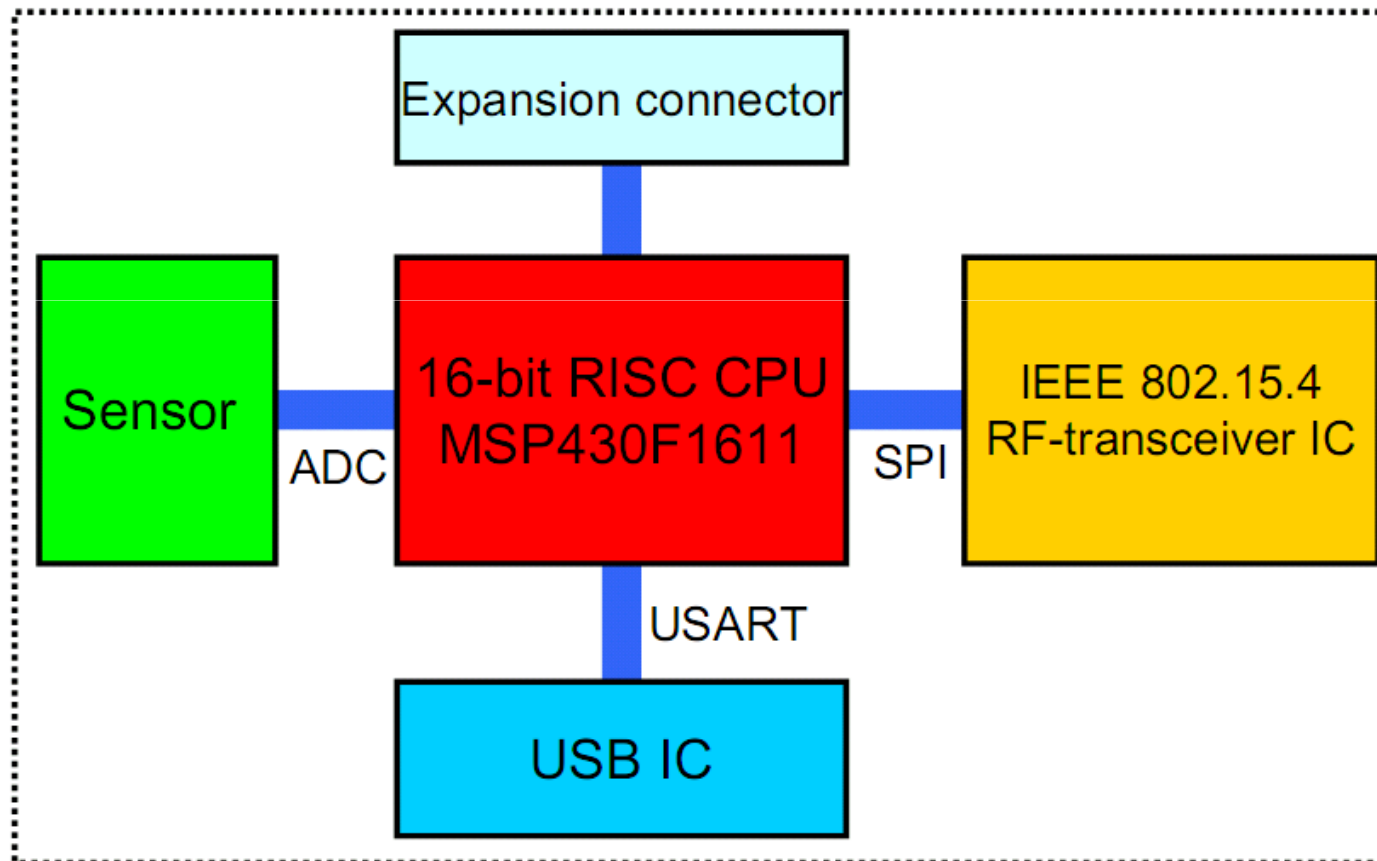 Expansion connector
Sensor
ADC
16-bit RISC CPU
MSP430F1611
SPI
IEEE 802.15.4
RF-transceiver IC
USART
USB IC